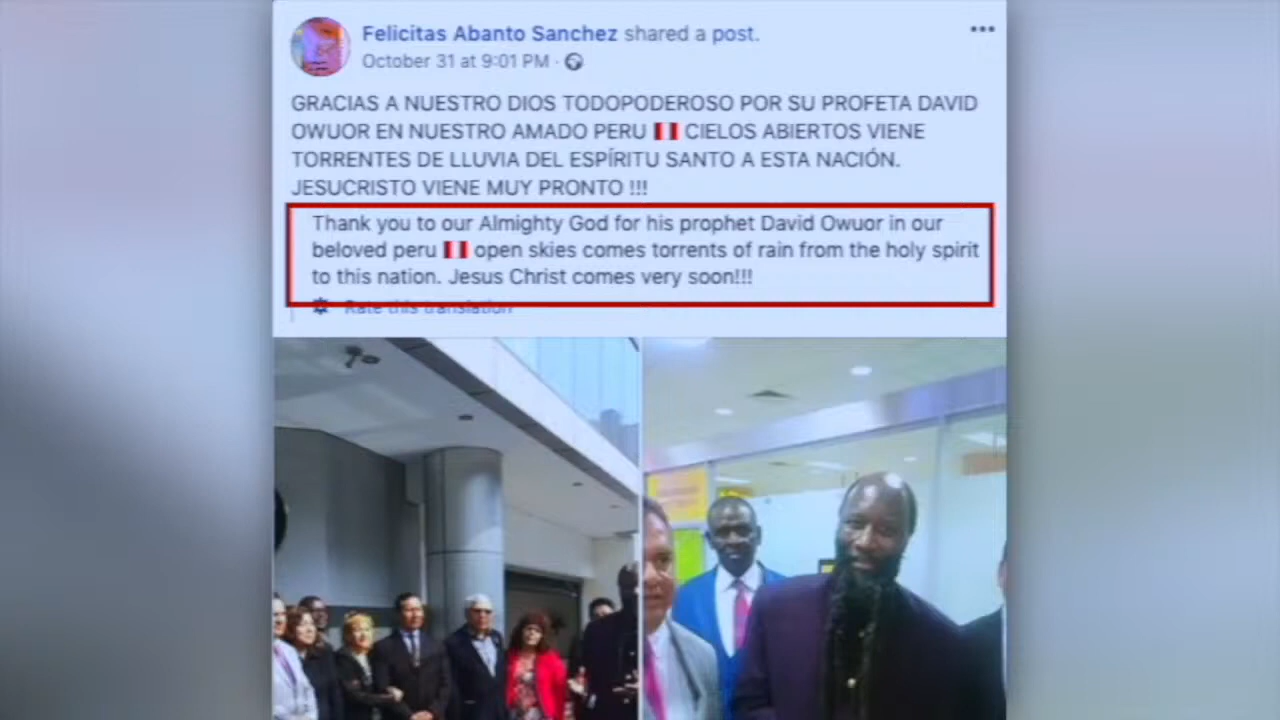 Felicitas Abanto Sanchez shared a post.
October 31 at 9:01 PM ·
GRACIAS A NUESTRO DIOS TODOPODEROSO POR SU PROFETA DAVID
OWUOR EN NUESTRO AMADO PERU 🇵🇪 CIELOS ABIERTOS VIENE
TORRENTES DE LLUVIA DEL ESPÍRITU SANTO A ESTA NACIÓN.
JESUCRISTO VIENE MUY PRONTO !!!
Thank you to our Almighty God for his prophet David Owuor in our
beloved peru 🇵🇪 open skies comes torrents of rain from the holy spirit
to this nation. Jesus Christ comes very soon!!!
Rate this translation